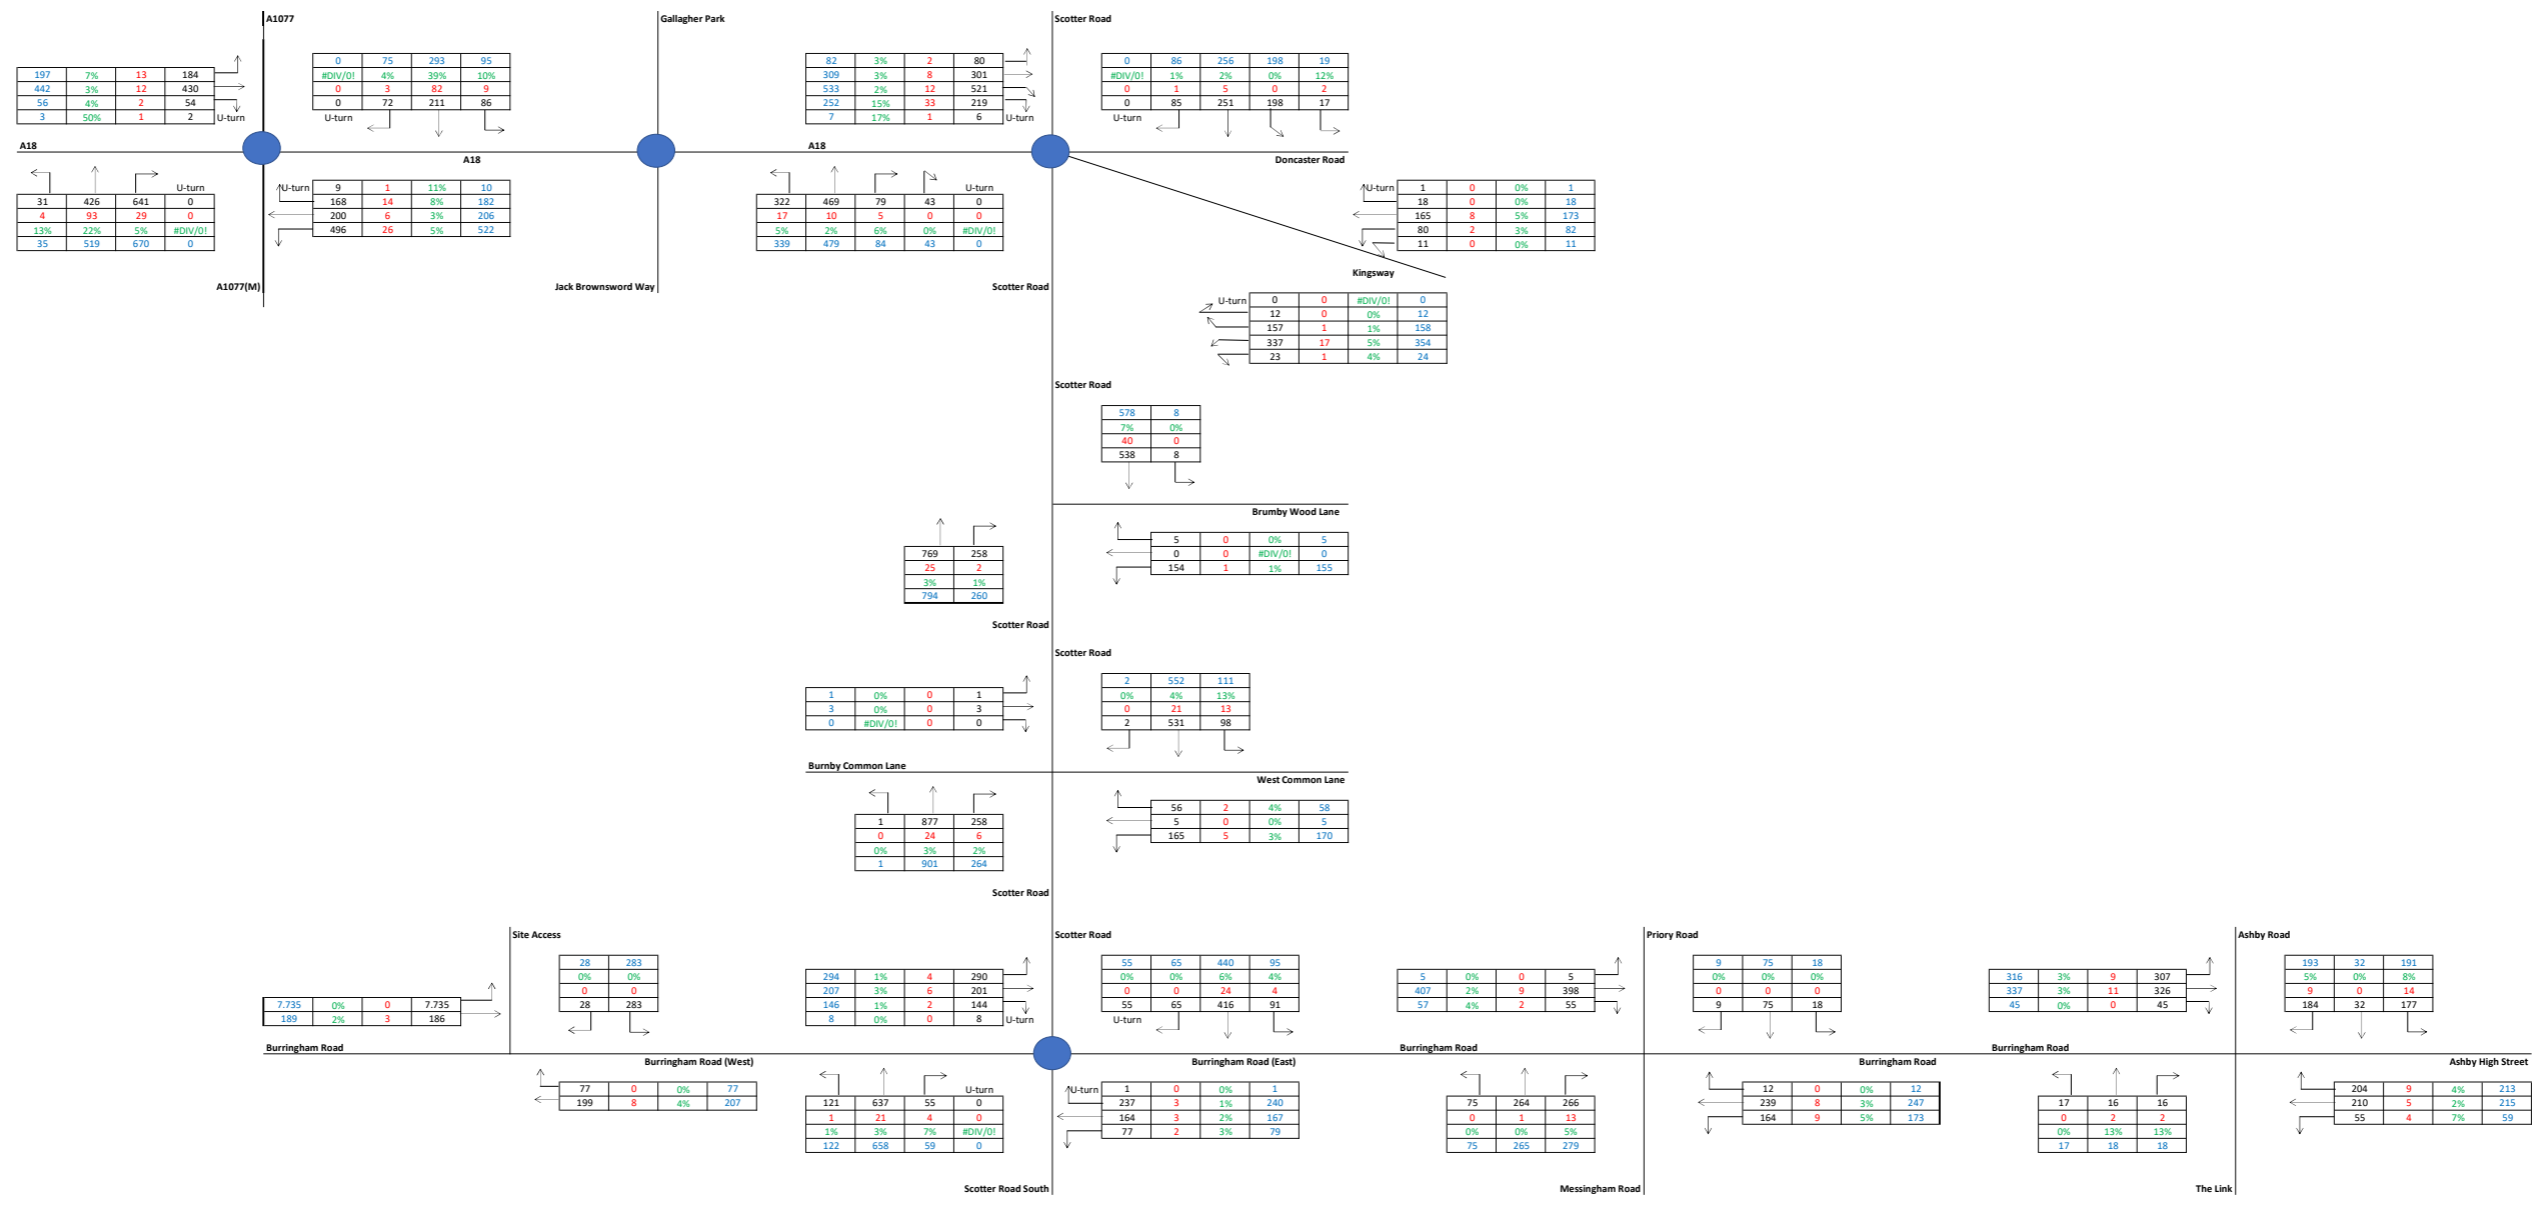 A1077
Gallagher Park
Scotter Road
197 7% 13 184
442 3% 12 430
56 4% 2 54
3 50% 1 2 U-turn
0 75 293 95
#DIV/0! 4% 39% 10%
0 3 82 9
0 72 211 86
U-turn
82 3% 2 80
309 3% 8 301
533 2% 12 521
252 15% 33 219
7 17% 1 6 U-turn
0 86 256 198 19
#DIV/0! 1% 2% 0% 12%
0 1 5 0 2
0 85 251 198 17
U-turn
A18
A18
A18
Doncaster Road
U-turn
31 426 641 0
4 93 29 0
13% 22% 5% #DIV/0!
35 519 670 0
U-turn 9 1 11% 10
168 14 8% 182
200 6 3% 206
496 26 5% 522
U-turn
322 469 79 43 0
17 10 5 0 0
5% 2% 6% 0% #DIV/0!
339 479 84 43 0
U-turn 1 0 0% 1
18 0 0% 18
165 8 5% 173
80 2 3% 82
11 0 0% 11
Kingsway
A1077(M)
Jack Brownsword Way
Scotter Road
U-turn 0 0 #DIV/0! 0
12 0 0% 12
157 1 1% 158
337 17 5% 354
23 1 4% 24
Scotter Road
578 8
7% 0%
40 0
538 8
Brumby Wood Lane
769 258
25 2
3% 1%
794 260
5 0 0% 5
0 0 #DIV/0! 0
154 1 1% 155
Scotter Road
Scotter Road
1 0% 0 1
3 0% 0 3
0 #DIV/0! 0 0
2 552 111
0% 4% 13%
0 21 13
2 531 98
Burnby Common Lane
West Common Lane
1 877 258
0 24 6
0% 3% 2%
1 901 264
56 2 4% 58
5 0 0% 5
165 5 3% 170
Scotter Road
Site Access
Scotter Road
Priory Road
Ashby Road
7.735 0% 0 7.735
189 2% 3 186
28 283
0% 0%
0 0
28 283
294 1% 4 290
207 3% 6 201
146 1% 2 144
8 0% 0 8 U-turn
55 65 440 95
0% 0% 6% 4%
0 0 24 4
55 65 416 91
U-turn
5 0% 0 5
407 2% 9 398
57 4% 2 55
9 75 18
0% 0% 0%
0 0 0
9 75 18
316 3% 9 307
337 3% 11 326
45 0% 0 45
193 32 191
5% 0% 8%
9 0 14
184 32 177
Burringham Road
Burringham Road (West)
Burringham Road (East)
Burringham Road
Burringham Road
Burringham Road
Ashby High Street
77 0 0% 77
199 8 4% 207
U-turn
121 637 55 0
1 21 4 0
1% 3% 7% #DIV/0!
122 658 59 0
U-turn 1 0 0% 1
237 3 1% 240
164 3 2% 167
77 2 3% 79
75 264 266
0 1 13
0% 0% 5%
75 265 279
12 0 0% 12
239 8 3% 247
164 9 5% 173
17 16 16
0 2 2
0% 13% 13%
17 18 18
204 9 4% 213
210 5 2% 215
55 4 7% 59
Scotter Road South
Messingham Road
The Link